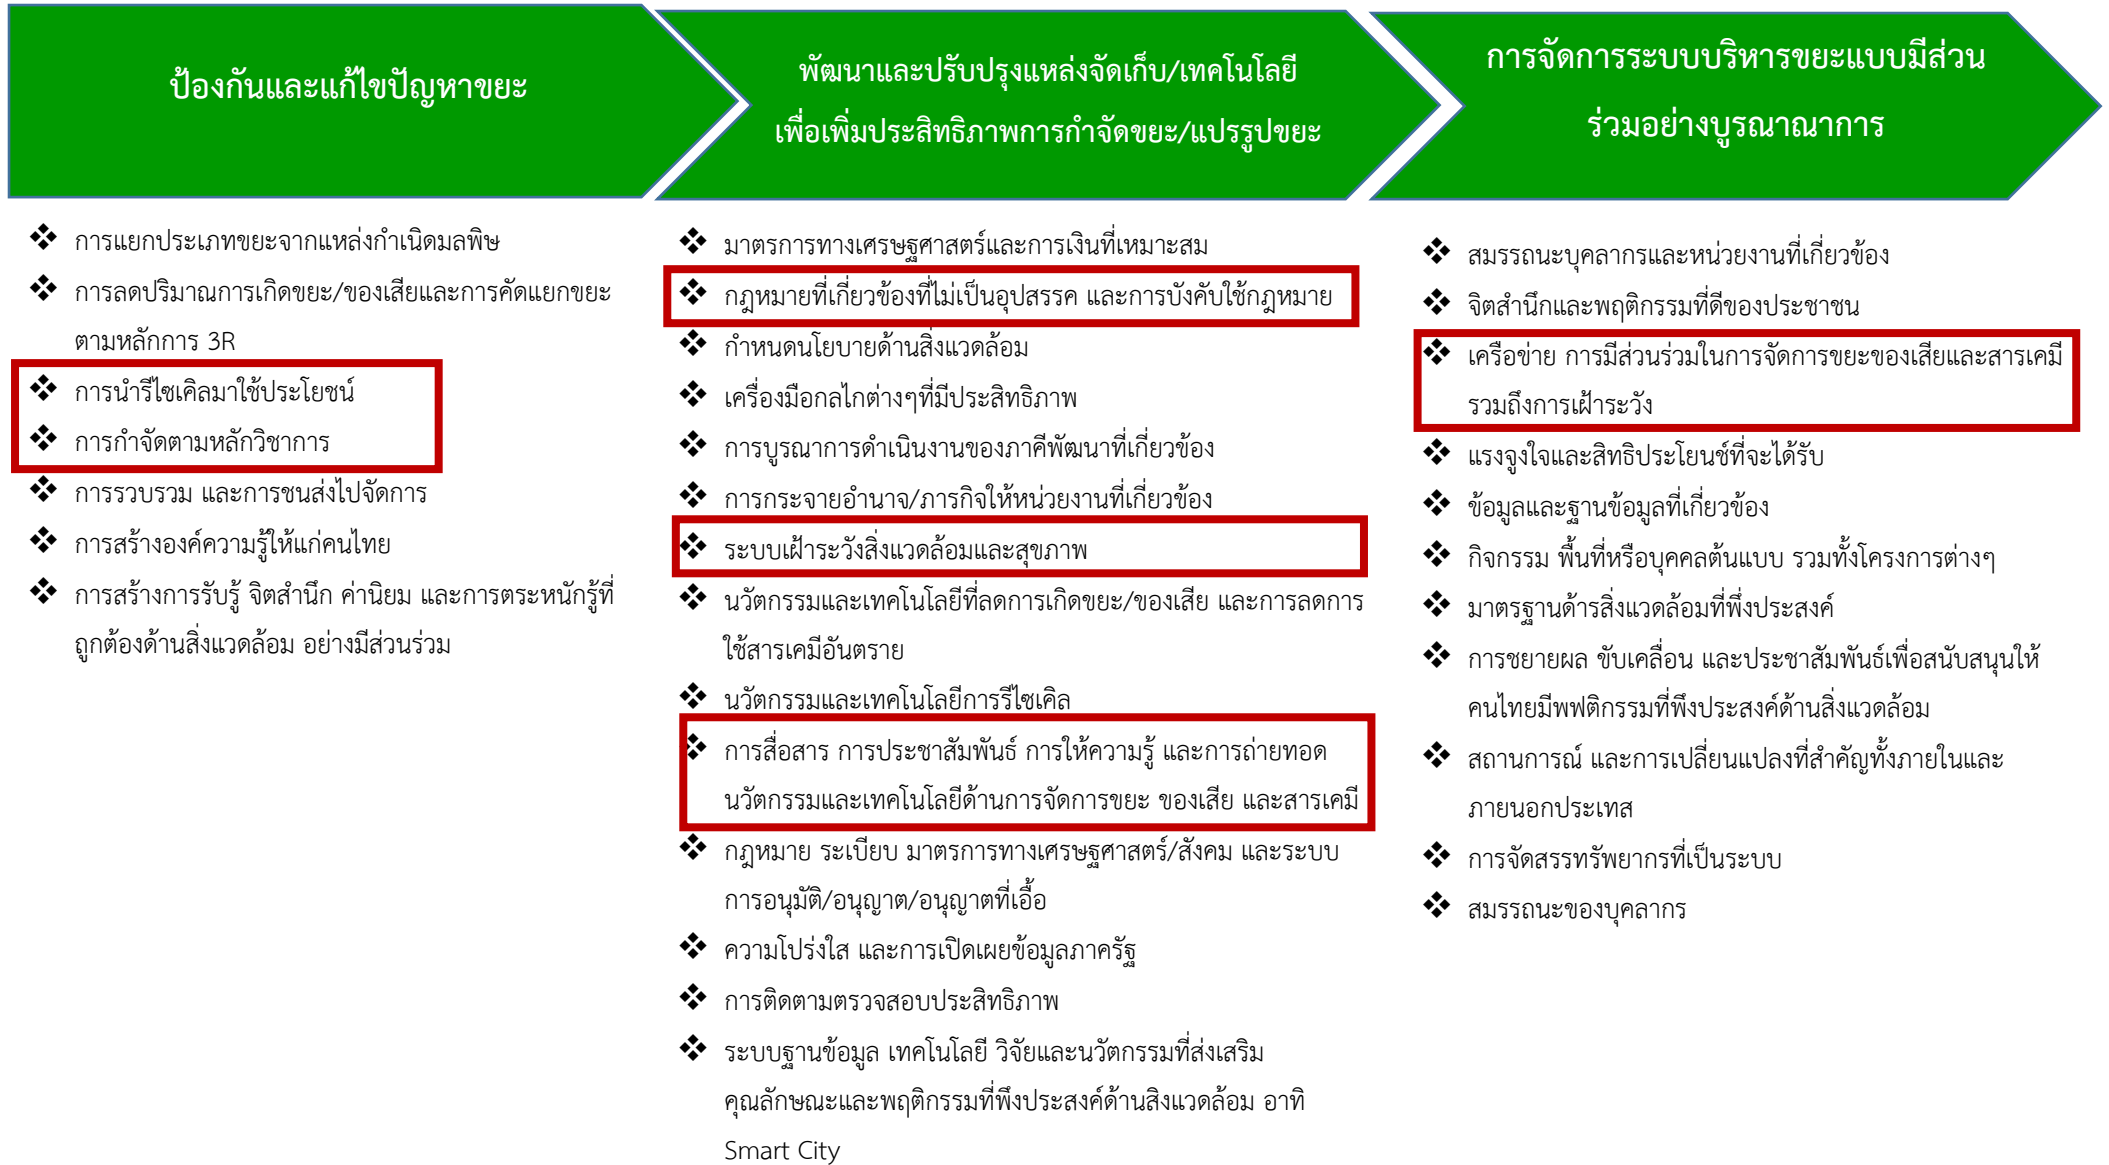 ป้องกันและแก้ไขปัญหาขยะ
พัฒนาและปรับปรุงแหล่งจัดเก็บ/เทคโนโลยี
เพื่อเพิ่มประสิทธิภาพการกำจัดขยะ/แปรรูปขยะ
การจัดการระบบบริหารขยะแบบมีส่วน
ร่วมอย่างบูรณาณาการ
❖ การแยกประเภทขยะจากแหล่งกำเนิดมลพิษ
❖ การลดปริมาณการเกิดขยะ/ของเสียและการคัดแยกขยะ
ตามหลักการ 3R
❖ การนำรีไซเคิลมาใช้ประโยชน์
❖ การกำจัดตามหลักวิชาการ
❖ การรวบรวม และการชนส่งไปจัดการ
❖ การสร้างองค์ความรู้ให้แก่คนไทย
❖ การสร้างการรับรู้ จิตสำนึก ค่านิยม และการตระหนักรู้ที่
ถูกต้องด้านสิ่งแวดล้อม อย่างมีส่วนร่วม
❖ มาตรการทางเศรษฐศาสตร์และการเงินที่เหมาะสม
❖ กฎหมายที่เกี่ยวข้องที่ไม่เป็นอุปสรรค และการบังคับใช้กฎหมาย
❖ กำหนดนโยบายด้านสิ่งแวดล้อม
❖ เครื่องมือกลไกต่างๆที่มีประสิทธิภาพ
❖ การบูรณาการดำเนินงานของภาคีพัฒนาที่เกี่ยวข้อง
❖ การกระจายอำนาจ/ภารกิจให้หน่วยงานที่เกี่ยวข้อง
❖ ระบบเฝ้าระวังสิ่งแวดล้อมและสุขภาพ
❖ นวัตกรรมและเทคโนโลยีที่ลดการเกิดขยะ/ของเสีย และการลดการ
ใช้สารเคมีอันตราย
❖ นวัตกรรมและเทคโนโลยีการรีไซเคิล
❖ การสื่อสาร การประชาสัมพันธ์ การให้ความรู้ และการถ่ายทอด
นวัตกรรมและเทคโนโลยีด้านการจัดการขยะ ของเสีย และสารเคมี
❖ กฎหมาย ระเบียบ มาตรการทางเศรษฐศาสตร์/สังคม และระบบ
การอนุมัติ/อนุญาต/อนุญาตที่เอื้อ
❖ ความโปร่งใส และการเปิดเผยข้อมูลภาครัฐ
❖ การติดตามตรวจสอบประสิทธิภาพ
❖ ระบบฐานข้อมูล เทคโนโลยี วิจัยและนวัตกรรมที่ส่งเสริม
คุณลักษณะและพฤติกรรมที่พึงประสงค์ด้านสิงแวดล้อม อาทิ
Smart City
❖ สมรรถนะบุคลากรและหน่วยงานที่เกี่ยวข้อง
❖ จิตสำนึกและพฤติกรรมที่ดีของประชาชน
❖ เครือข่าย การมีส่วนร่วมในการจัดการขยะของเสียและสารเคมี
รวมถึงการเฝ้าระวัง
❖ แรงจูงใจและสิทธิประโยนช์ที่จะได้รับ
❖ ข้อมูลและฐานข้อมูลที่เกี่ยวข้อง
❖ กิจกรรม พื้นที่หรือบุคคลต้นแบบ รวมทั้งโครงการต่างๆ
❖ มาตรฐานด้ารสิ่งแวดล้อมที่พึ่งประสงค์
❖ การชยายผล ขับเคลื่อน และประชาสัมพันธ์เพื่อสนับสนุนให้
คนไทยมีพฟติกรรมที่พึงประสงค์ด้านสิ่งแวดล้อม
❖ สถานการณ์ และการเปลี่ยนแปลงที่สำคัญทั้งภายในและ
ภายนอกประเทส
❖ การจัดสรรทรัพยากรที่เป็นระบบ
❖ สมรรถนะของบุคลากร